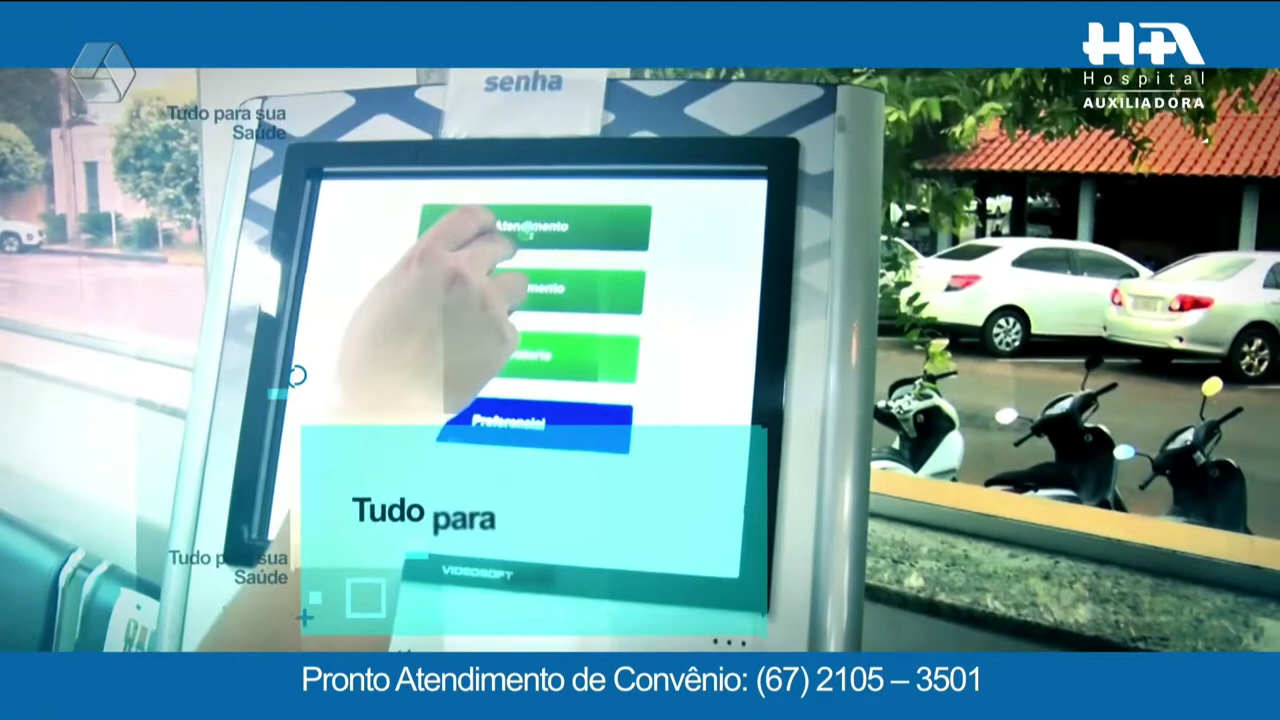 HA
Hospital
AUXILIADORA
senha
Tudo para sua
Saúde
Atendimento
Preferencial
Tudo para
Tudo para sua
Saúde
VIDEOSOFT
Pronto Atendimento de Convênio: (67) 2105 – 3501